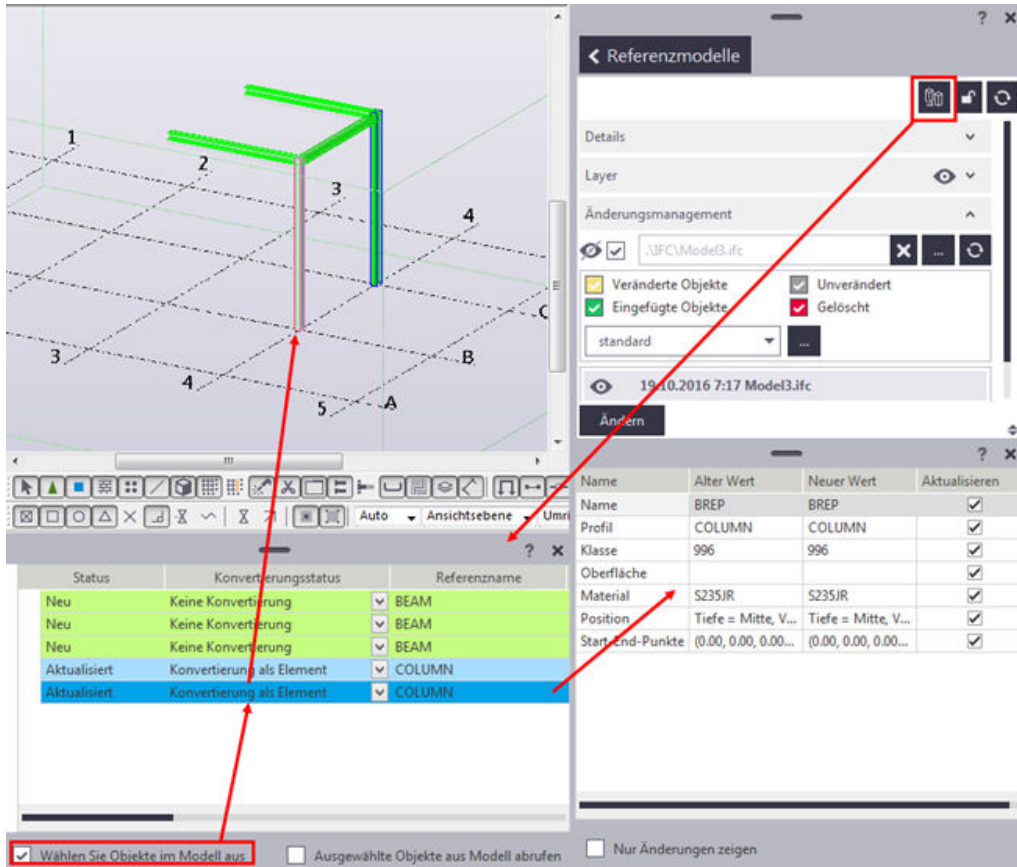 1
2
3
4
3
4
5
A
B
C
Auto
Ansichtsebene
Umri
? ×
Status Konvertierungsstatus Referenzname
Neu Keine Konvertierung BEAM
Neu Keine Konvertierung BEAM
Neu Keine Konvertierung BEAM
Aktualisiert Konvertierung als Element COLUMN
Aktualisiert Konvertierung als Element COLUMN
Wählen Sie Objekte im Modell aus
Ausgewählte Objekte aus Modell abrufen
? ×
Referenzmodelle
Details
Layer
Änderungsmanagement
.\IFC\Model3.ifc
...
Veränderte Objekte Unverändert
Eingefügte Objekte Gelöscht
standard ...
19.10.2016 7:17 Model3.ifc
Ändern
? ×
Name Alter Wert Neuer Wert Aktualisieren
Name BREP BREP
Profil COLUMN COLUMN
Klasse 996 996
Oberfläche
Material S235JR S235JR
Position Tiefe = Mitte, V... Tiefe = Mitte, V...
Start-End-Punkte (0.00, 0.00, 0.00... (0.00, 0.00, 0.00...
Nur Änderungen zeigen